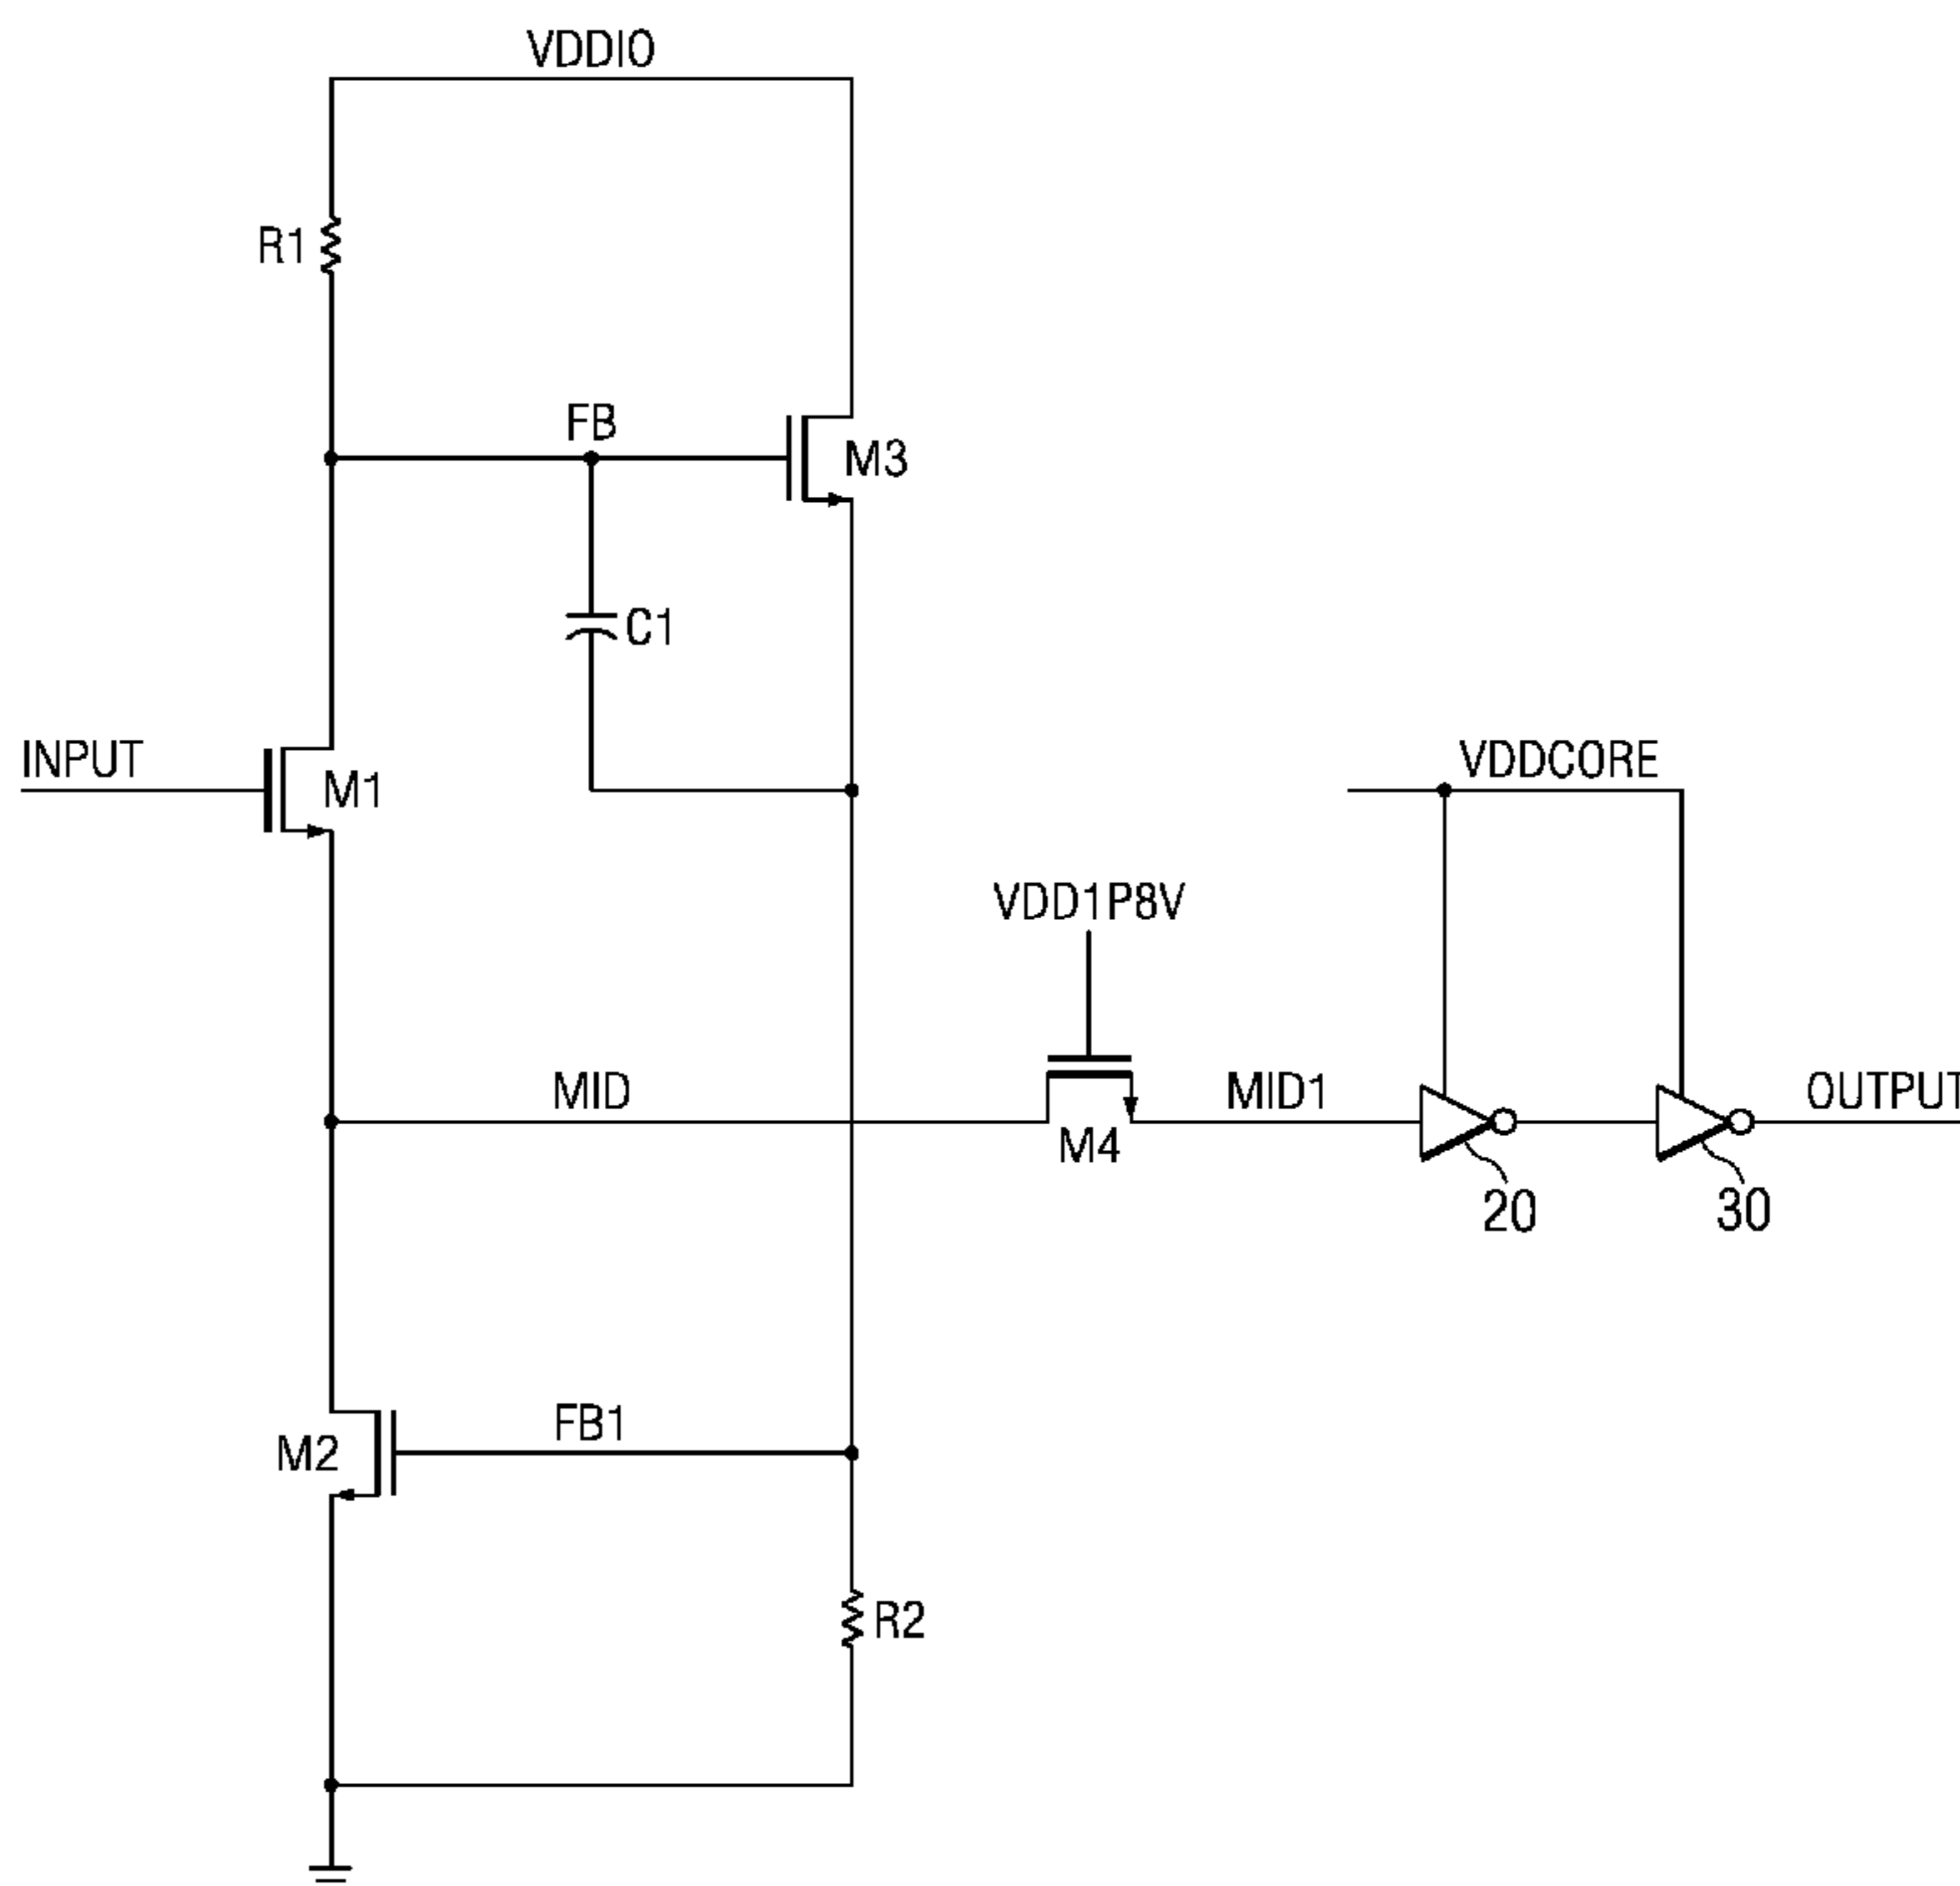 VDDIO
R1
FB
M3
C1
INPUT
M1
VDDCORE
VDD1P8V
MID
M4
MID1
OUTPUT
20
30
FB1
M2
R2